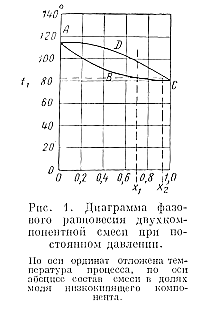 140°
120
100
t₁
80
60
40
20
0
A
D
B
C
0 0,2 0,4 0,6 0,8 1,0
x₁ x₂
Рис. 1. Диаграмма фазо-
вого равновесия двухком-
понентной смеси при по-
стоянном давлении.
По оси ординат отложена тем-
пература процесса, по оси
абсцисс состав смеси в долях
моля низкокипящего компо-
нента.